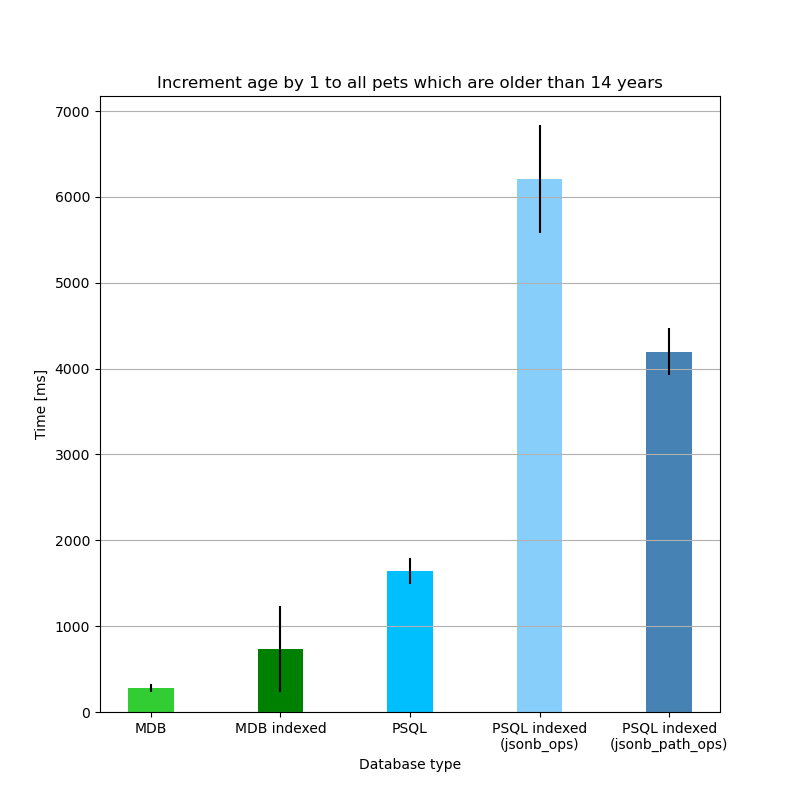 Increment age by 1 to all pets which are older than 14 years
7000
6000
5000
4000
3000
2000
1000
0
Time [ms]
MDB
MDB indexed
PSQL
PSQL indexed
(jsonb_ops)
PSQL indexed
(jsonb_path_ops)
Database type